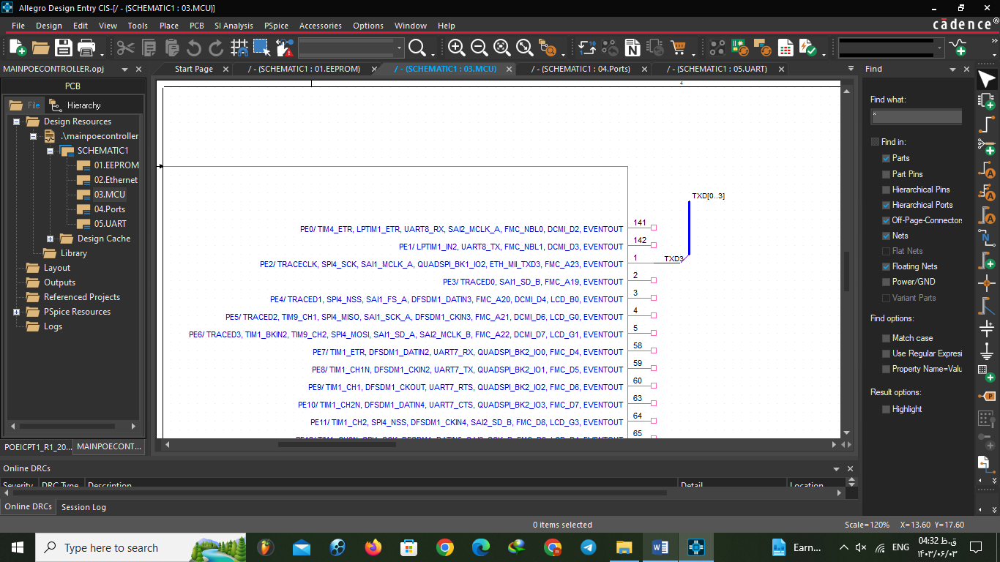 Allegro Design Entry CIS-[/ - (SCHEMATIC1 : 03.MCU)]
File Design Edit View Tools Place PCB SI Analysis PSpice Accessories Options Window Help
cādence®
MAINPOECONTROLLER.opj
Start Page
/ - (SCHEMATIC1 : 01.EEPROM)
/ - (SCHEMATIC1 : 03.MCU)
/ - (SCHEMATIC1 : 04.Ports)
/ - (SCHEMATIC1 : 05.UART)
Find
PCB
File
Hierarchy
Design Resources
.\mainpoecontroller
SCHEMATIC1
01.EEPROM
02.Ethernet
03.MCU
04.Ports
05.UART
Design Cache
Library
Layout
Outputs
Referenced Projects
PSpice Resources
Logs
POEICPT1_R1_20...
MAINPOECONT...
4
TXD[0..3]
PE0/ TIM4_ETR, LPTIM1_ETR, UART8_RX, SAI2_MCLK_A, FMC_NBL0, DCMI_D2, EVENTOUT 141
PE1/ LPTIM1_IN2, UART8_TX, FMC_NBL1, DCMI_D3, EVENTOUT 142
PE2/ TRACECLK, SPI4_SCK, SAI1_MCLK_A, QUADSPI_BK1_IO2, ETH_MII_TXD3, FMC_A23, EVENTOUT 1 TXD3
PE3/ TRACED0, SAI1_SD_B, FMC_A19, EVENTOUT 2
PE4/ TRACED1, SPI4_NSS, SAI1_FS_A, DFSDM1_DATIN3, FMC_A20, DCMI_D4, LCD_B0, EVENTOUT 3
PE5/ TRACED2, TIM9_CH1, SPI4_MISO, SAI1_SCK_A, DFSDM1_CKIN3, FMC_A21, DCMI_D6, LCD_G0, EVENTOUT 4
PE6/ TRACED3, TIM1_BKIN2, TIM9_CH2, SPI4_MOSI, SAI1_SD_A, SAI2_MCLK_B, FMC_A22, DCMI_D7, LCD_G1, EVENTOUT 5
PE7/ TIM1_ETR, DFSDM1_DATIN2, UART7_RX, QUADSPI_BK2_IO0, FMC_D4, EVENTOUT 58
PE8/ TIM1_CH1N, DFSDM1_CKIN2, UART7_TX, QUADSPI_BK2_IO1, FMC_D5, EVENTOUT 59
PE9/ TIM1_CH1, DFSDM1_CKOUT, UART7_RTS, QUADSPI_BK2_IO2, FMC_D6, EVENTOUT 60
PE10/ TIM1_CH2N, DFSDM1_DATIN4, UART7_CTS, QUADSPI_BK2_IO3, FMC_D7, EVENTOUT 63
PE11/ TIM1_CH2, SPI4_NSS, DFSDM1_CKIN4, SAI2_SD_B, FMC_D8, LCD_G3, EVENTOUT 64
65
Find what:
*
Find in:
Parts
Part Pins
Hierarchical Pins
Hierarchical Ports
Off-Page-Connectors
Nets
Flat Nets
Floating Nets
Power/GND
Variant Parts
Find options:
Match case
Use Regular Expressi
Property Name=Valu
Result options:
Highlight
Online DRCs
Severity DRC Type Description Detail Location
Online DRCs Session Log
0 items selected
Scale=120% X=13.60 Y=17.60
Type here to search
Earn...
ENG
04:32 ق.ظ
۱۴۰۳/۰۶/۰۳